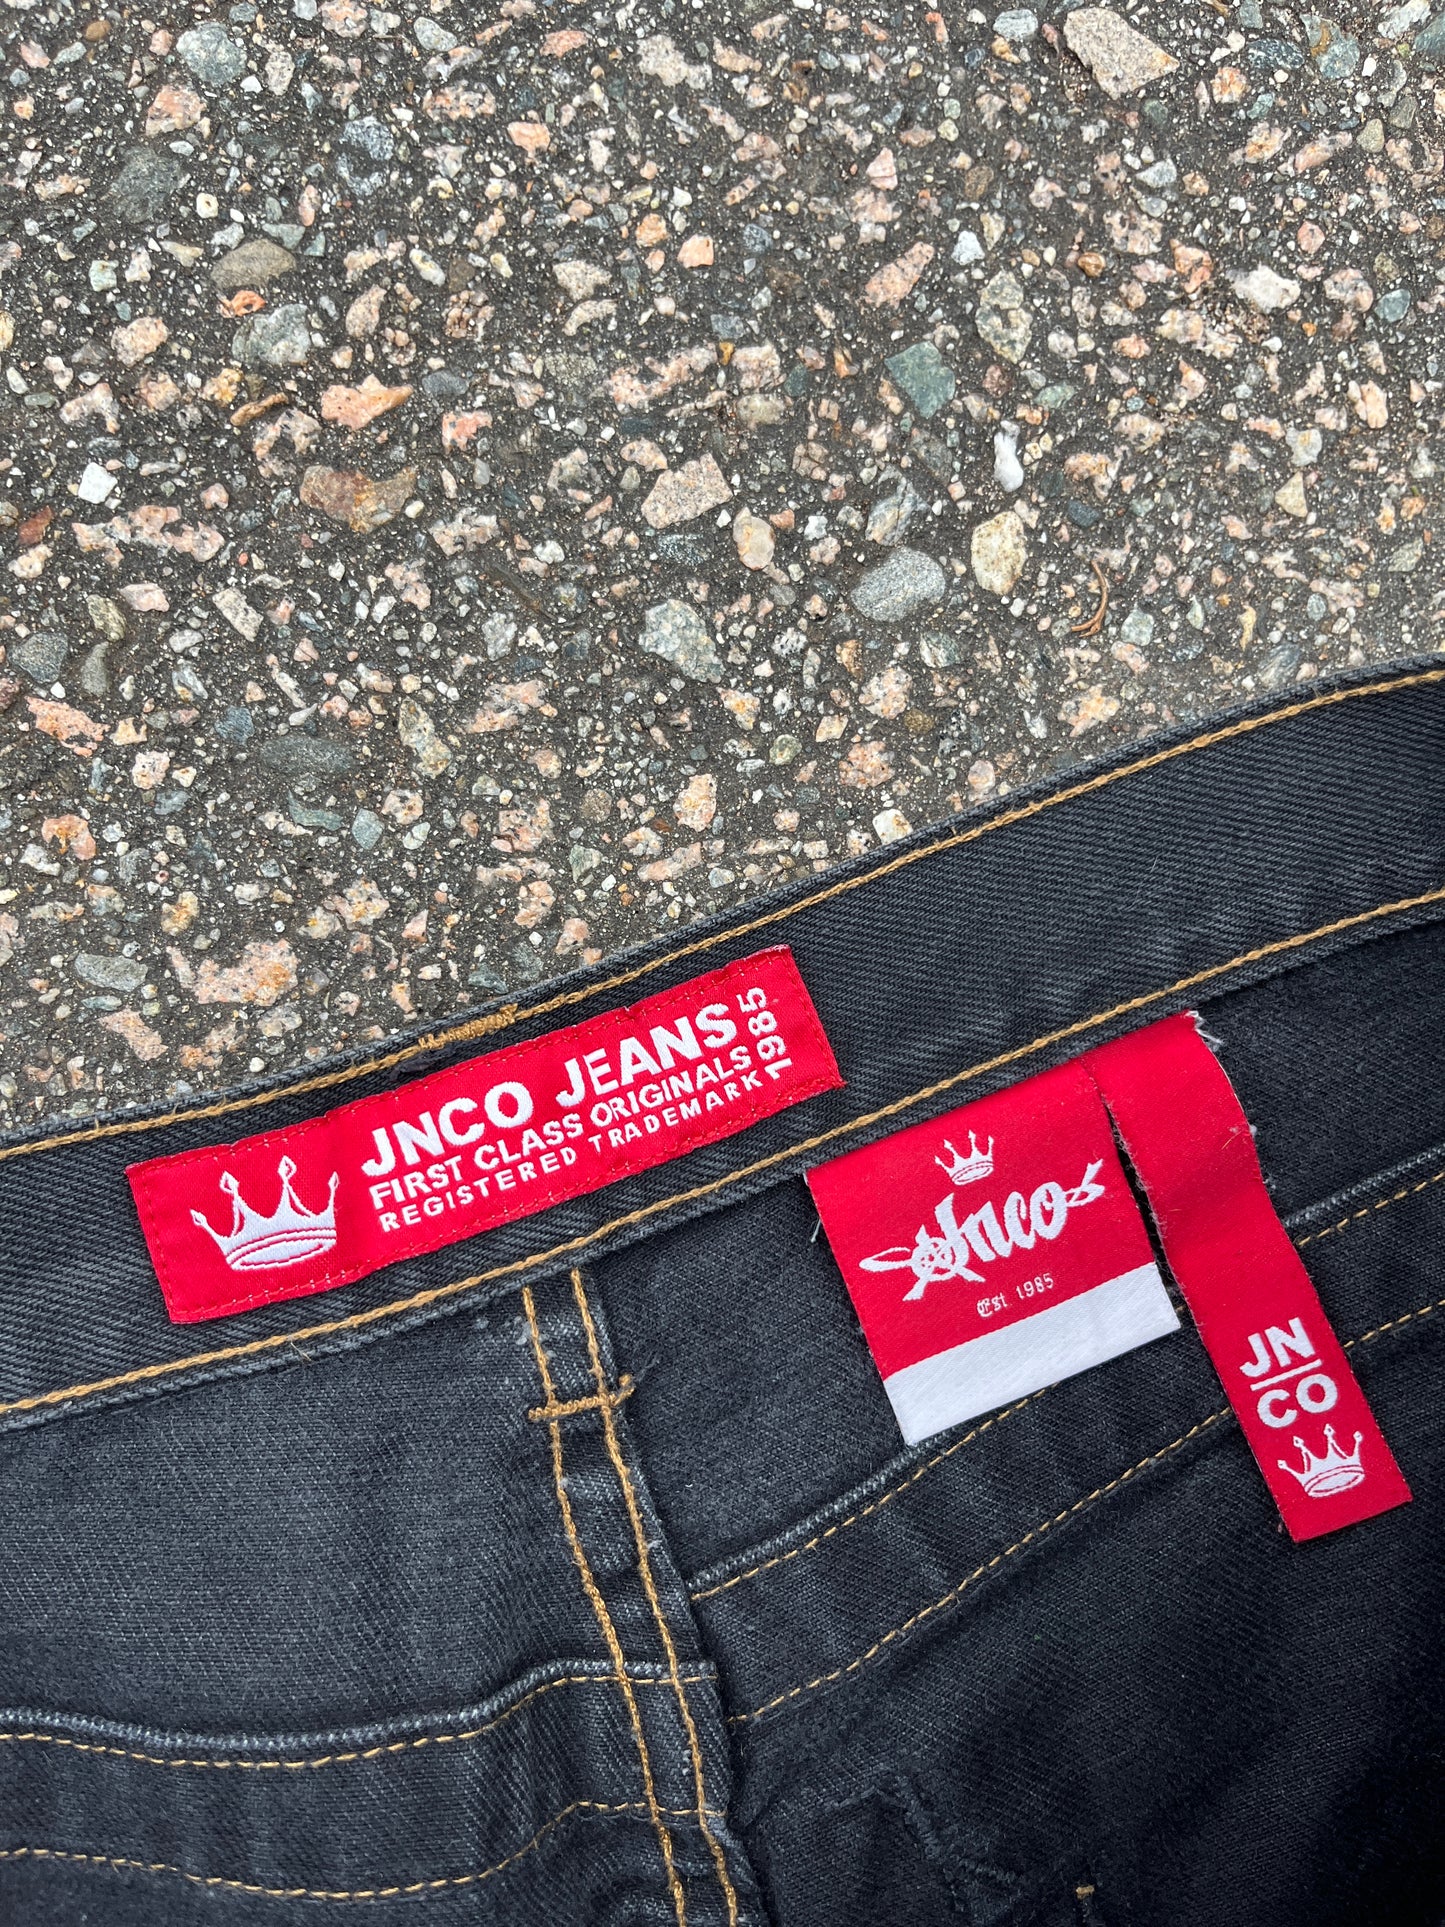 JNCO JEANS
FIRST CLASS ORIGINALS
REGISTERED TRADEMARK
1985
Jnco
Est 1985
JN
CO